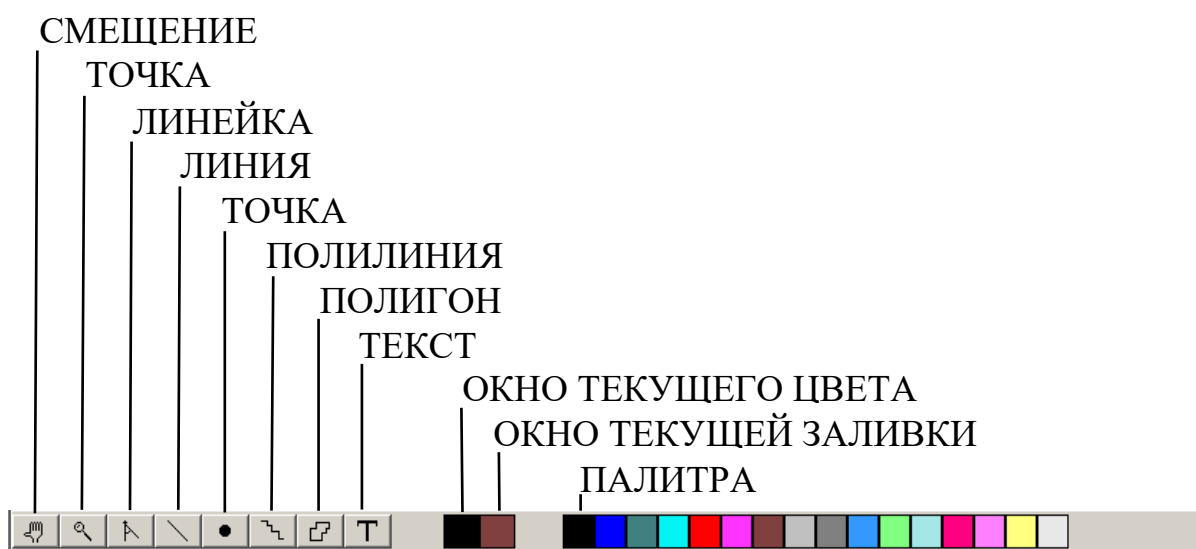 СМЕЩЕНИЕ
ТОЧКА
ЛИНЕЙКА
ЛИНИЯ
ТОЧКА
ПОЛИЛИНИЯ
ПОЛИГОН
ТЕКСТ
ОКНО ТЕКУЩЕГО ЦВЕТА
ОКНО ТЕКУЩЕЙ ЗАЛИВКИ
ПАЛИТРА
T